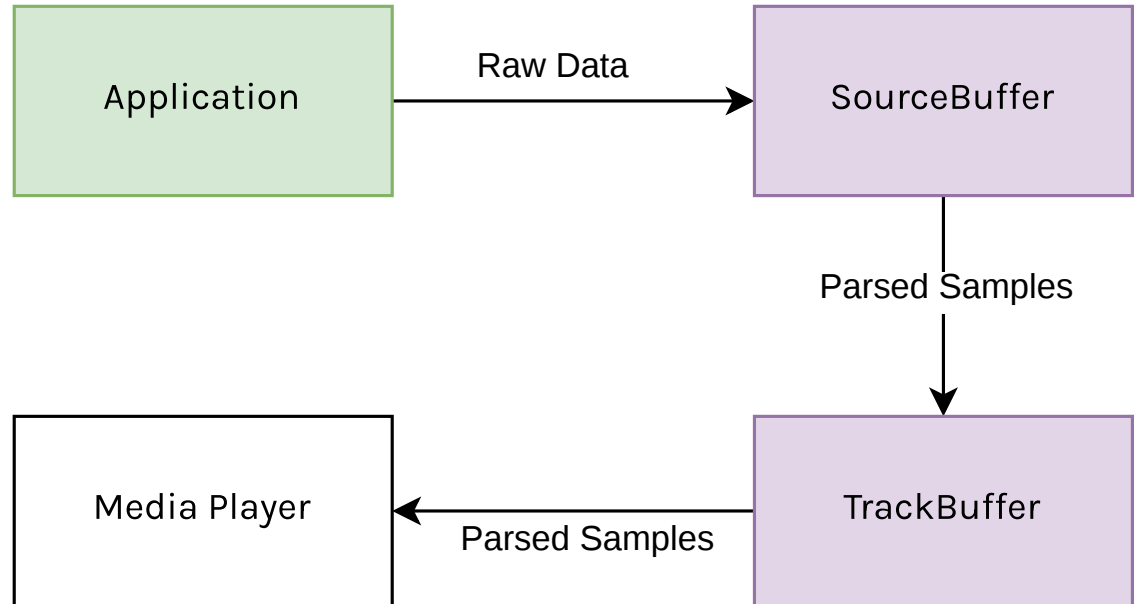 Application
Raw Data
SourceBuffer
Parsed Samples
Media Player
Parsed Samples
TrackBuffer